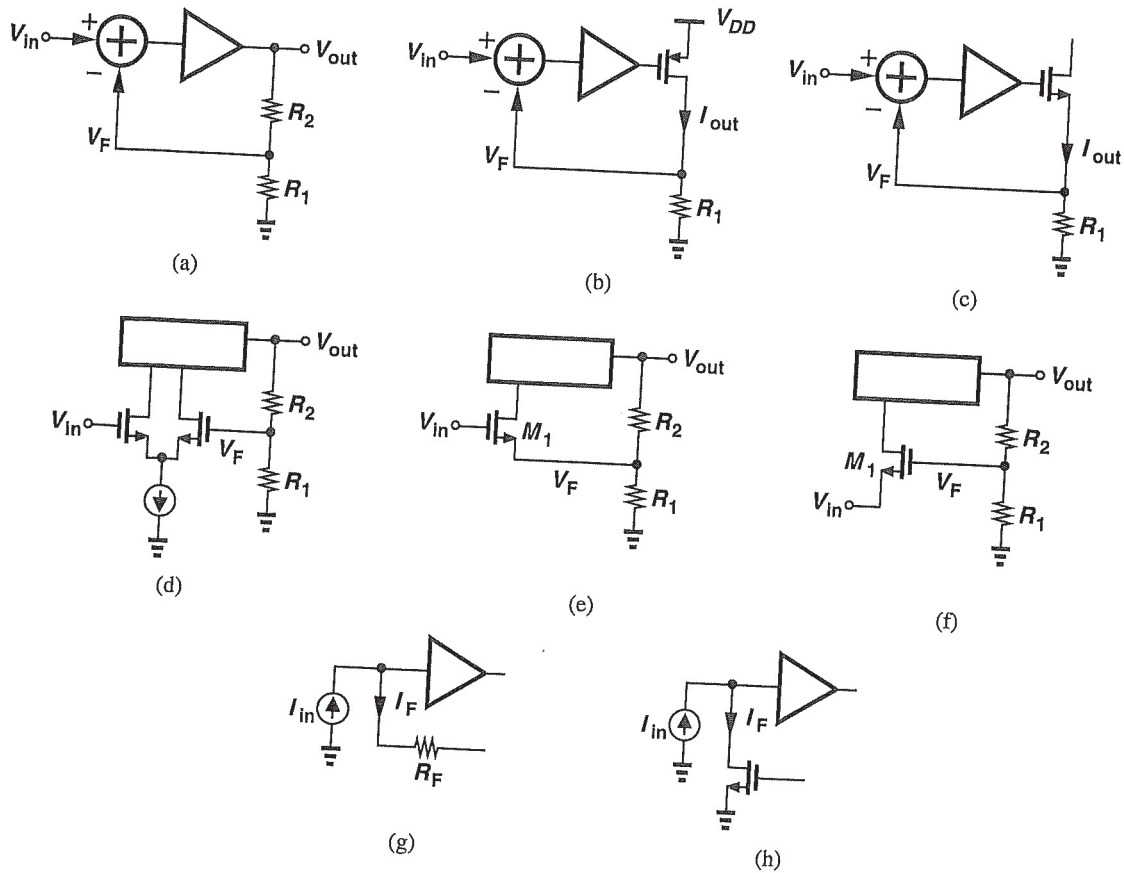 V_in + − V_out
R_2
V_F
R_1
(a)
V_in + − V_DD
I_out
V_F
R_1
(b)
V_in + −
I_out
V_F
R_1
(c)
V_out
V_in R_2
V_F
R_1
(d)
V_out
V_in M_1 R_2
V_F
R_1
(e)
V_out
R_2
M_1 V_F
V_in R_1
(f)
I_in I_F
R_F
(g)
I_in I_F
(h)